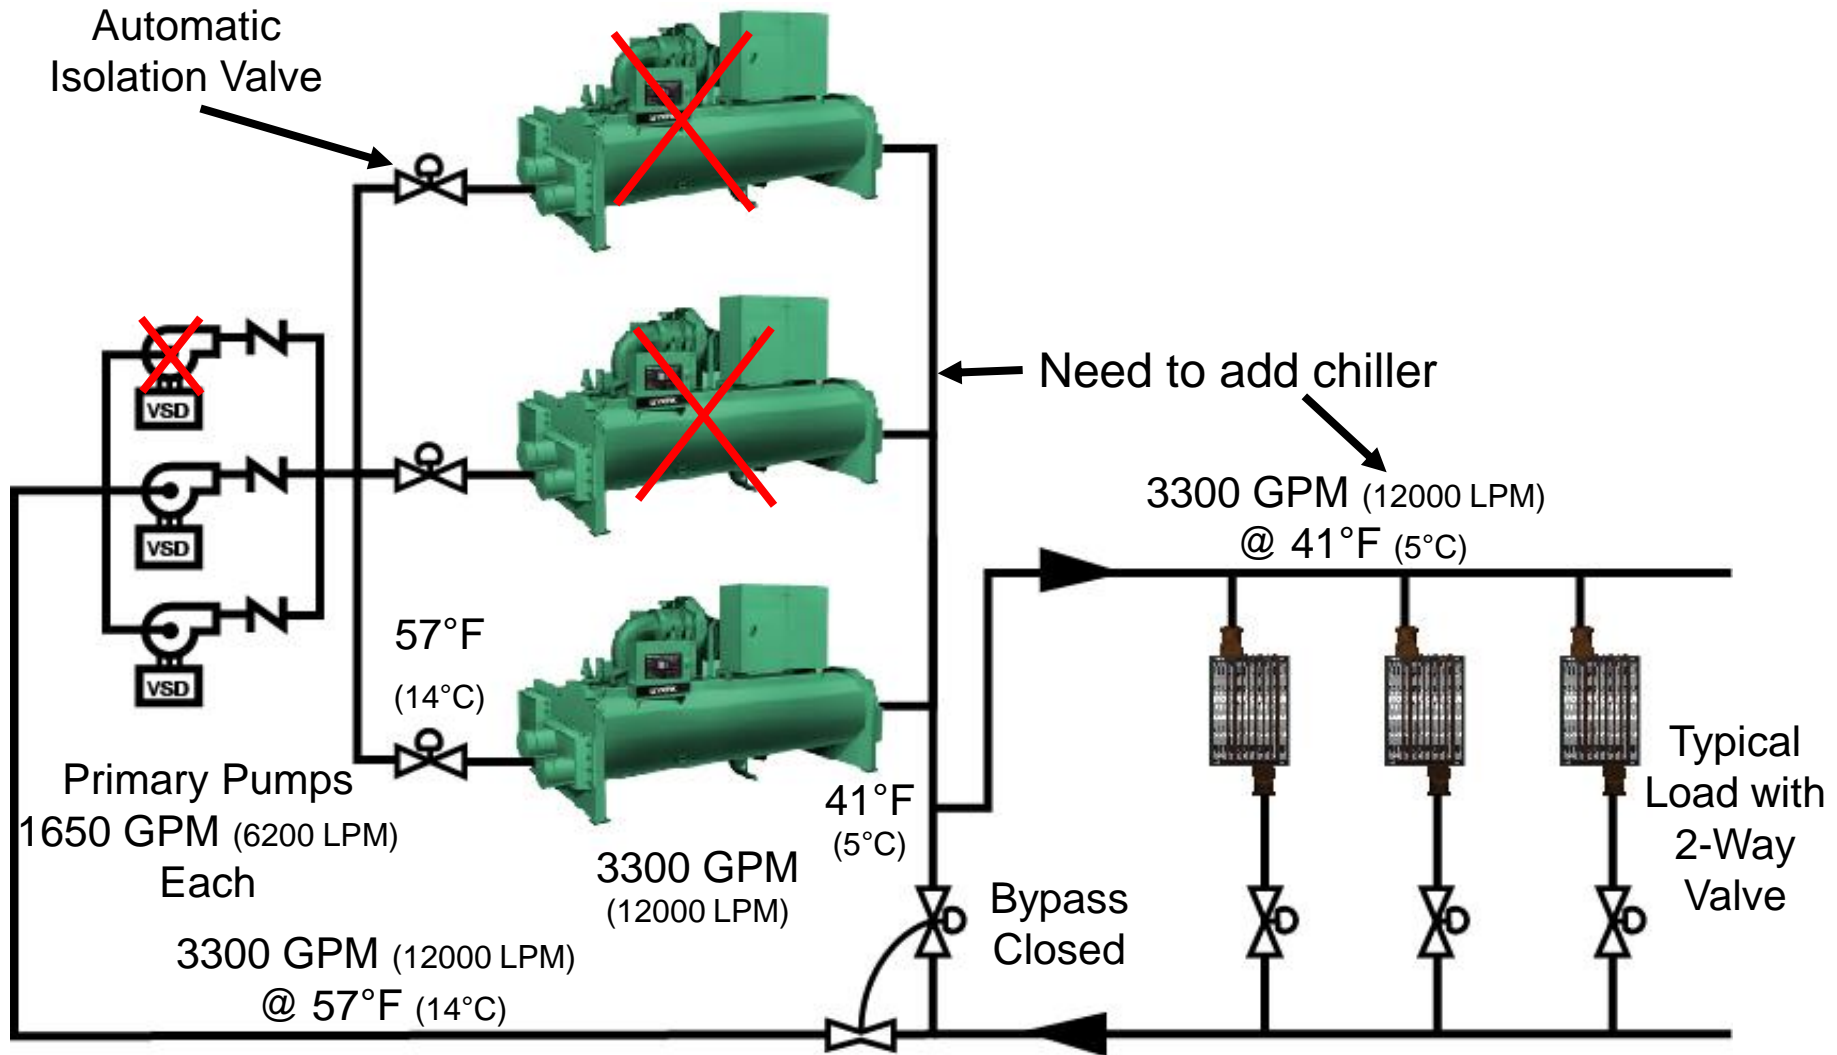 Automatic
Isolation Valve
Need to add chiller
3300 GPM (12000 LPM)
@ 41°F (5°C)
VSD
VSD
VSD
57°F
(14°C)
Primary Pumps
1650 GPM (6200 LPM)
Each
41°F
(5°C)
3300 GPM
(12000 LPM)
Bypass
Closed
Typical
Load with
2-Way
Valve
3300 GPM (12000 LPM)
@ 57°F (14°C)